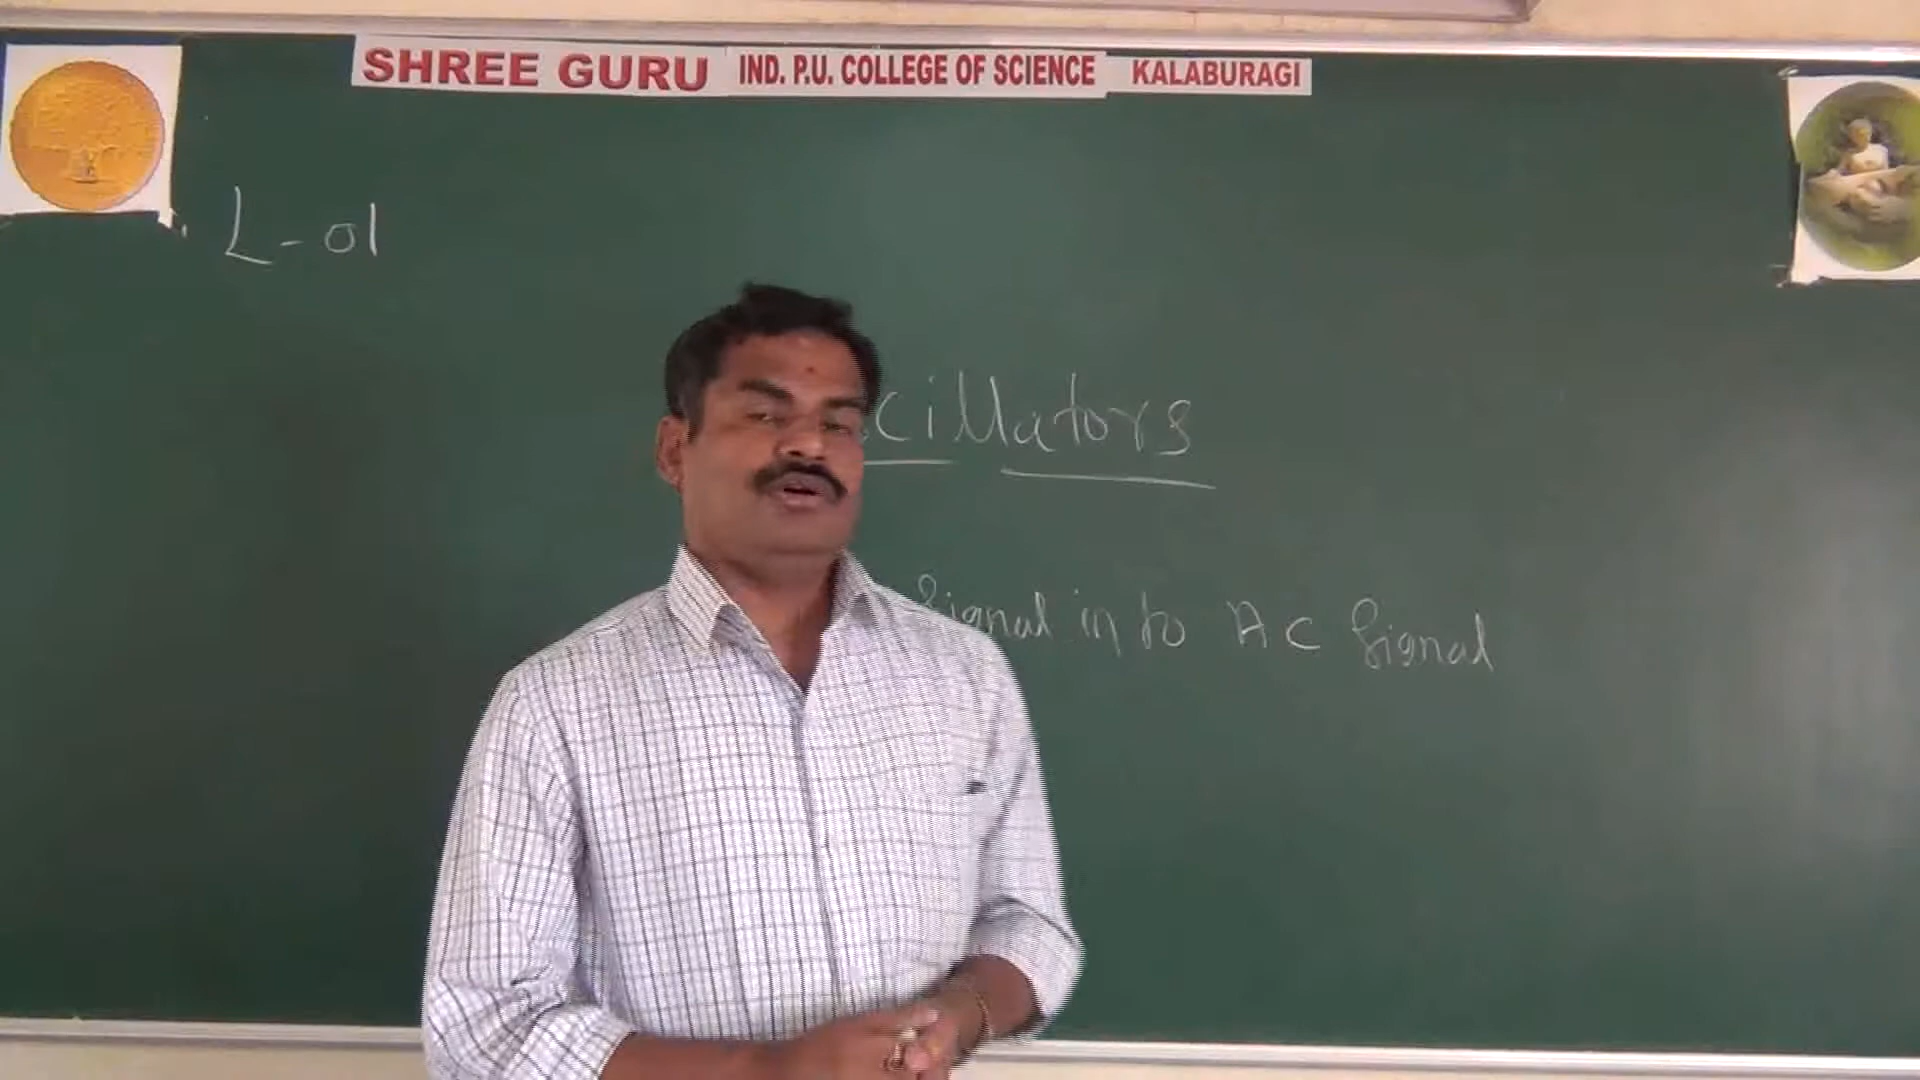 SHREE GURU IND. P.U. COLLEGE OF SCIENCE KALABURAGI
L-01
cillators
Signal in to AC Signal